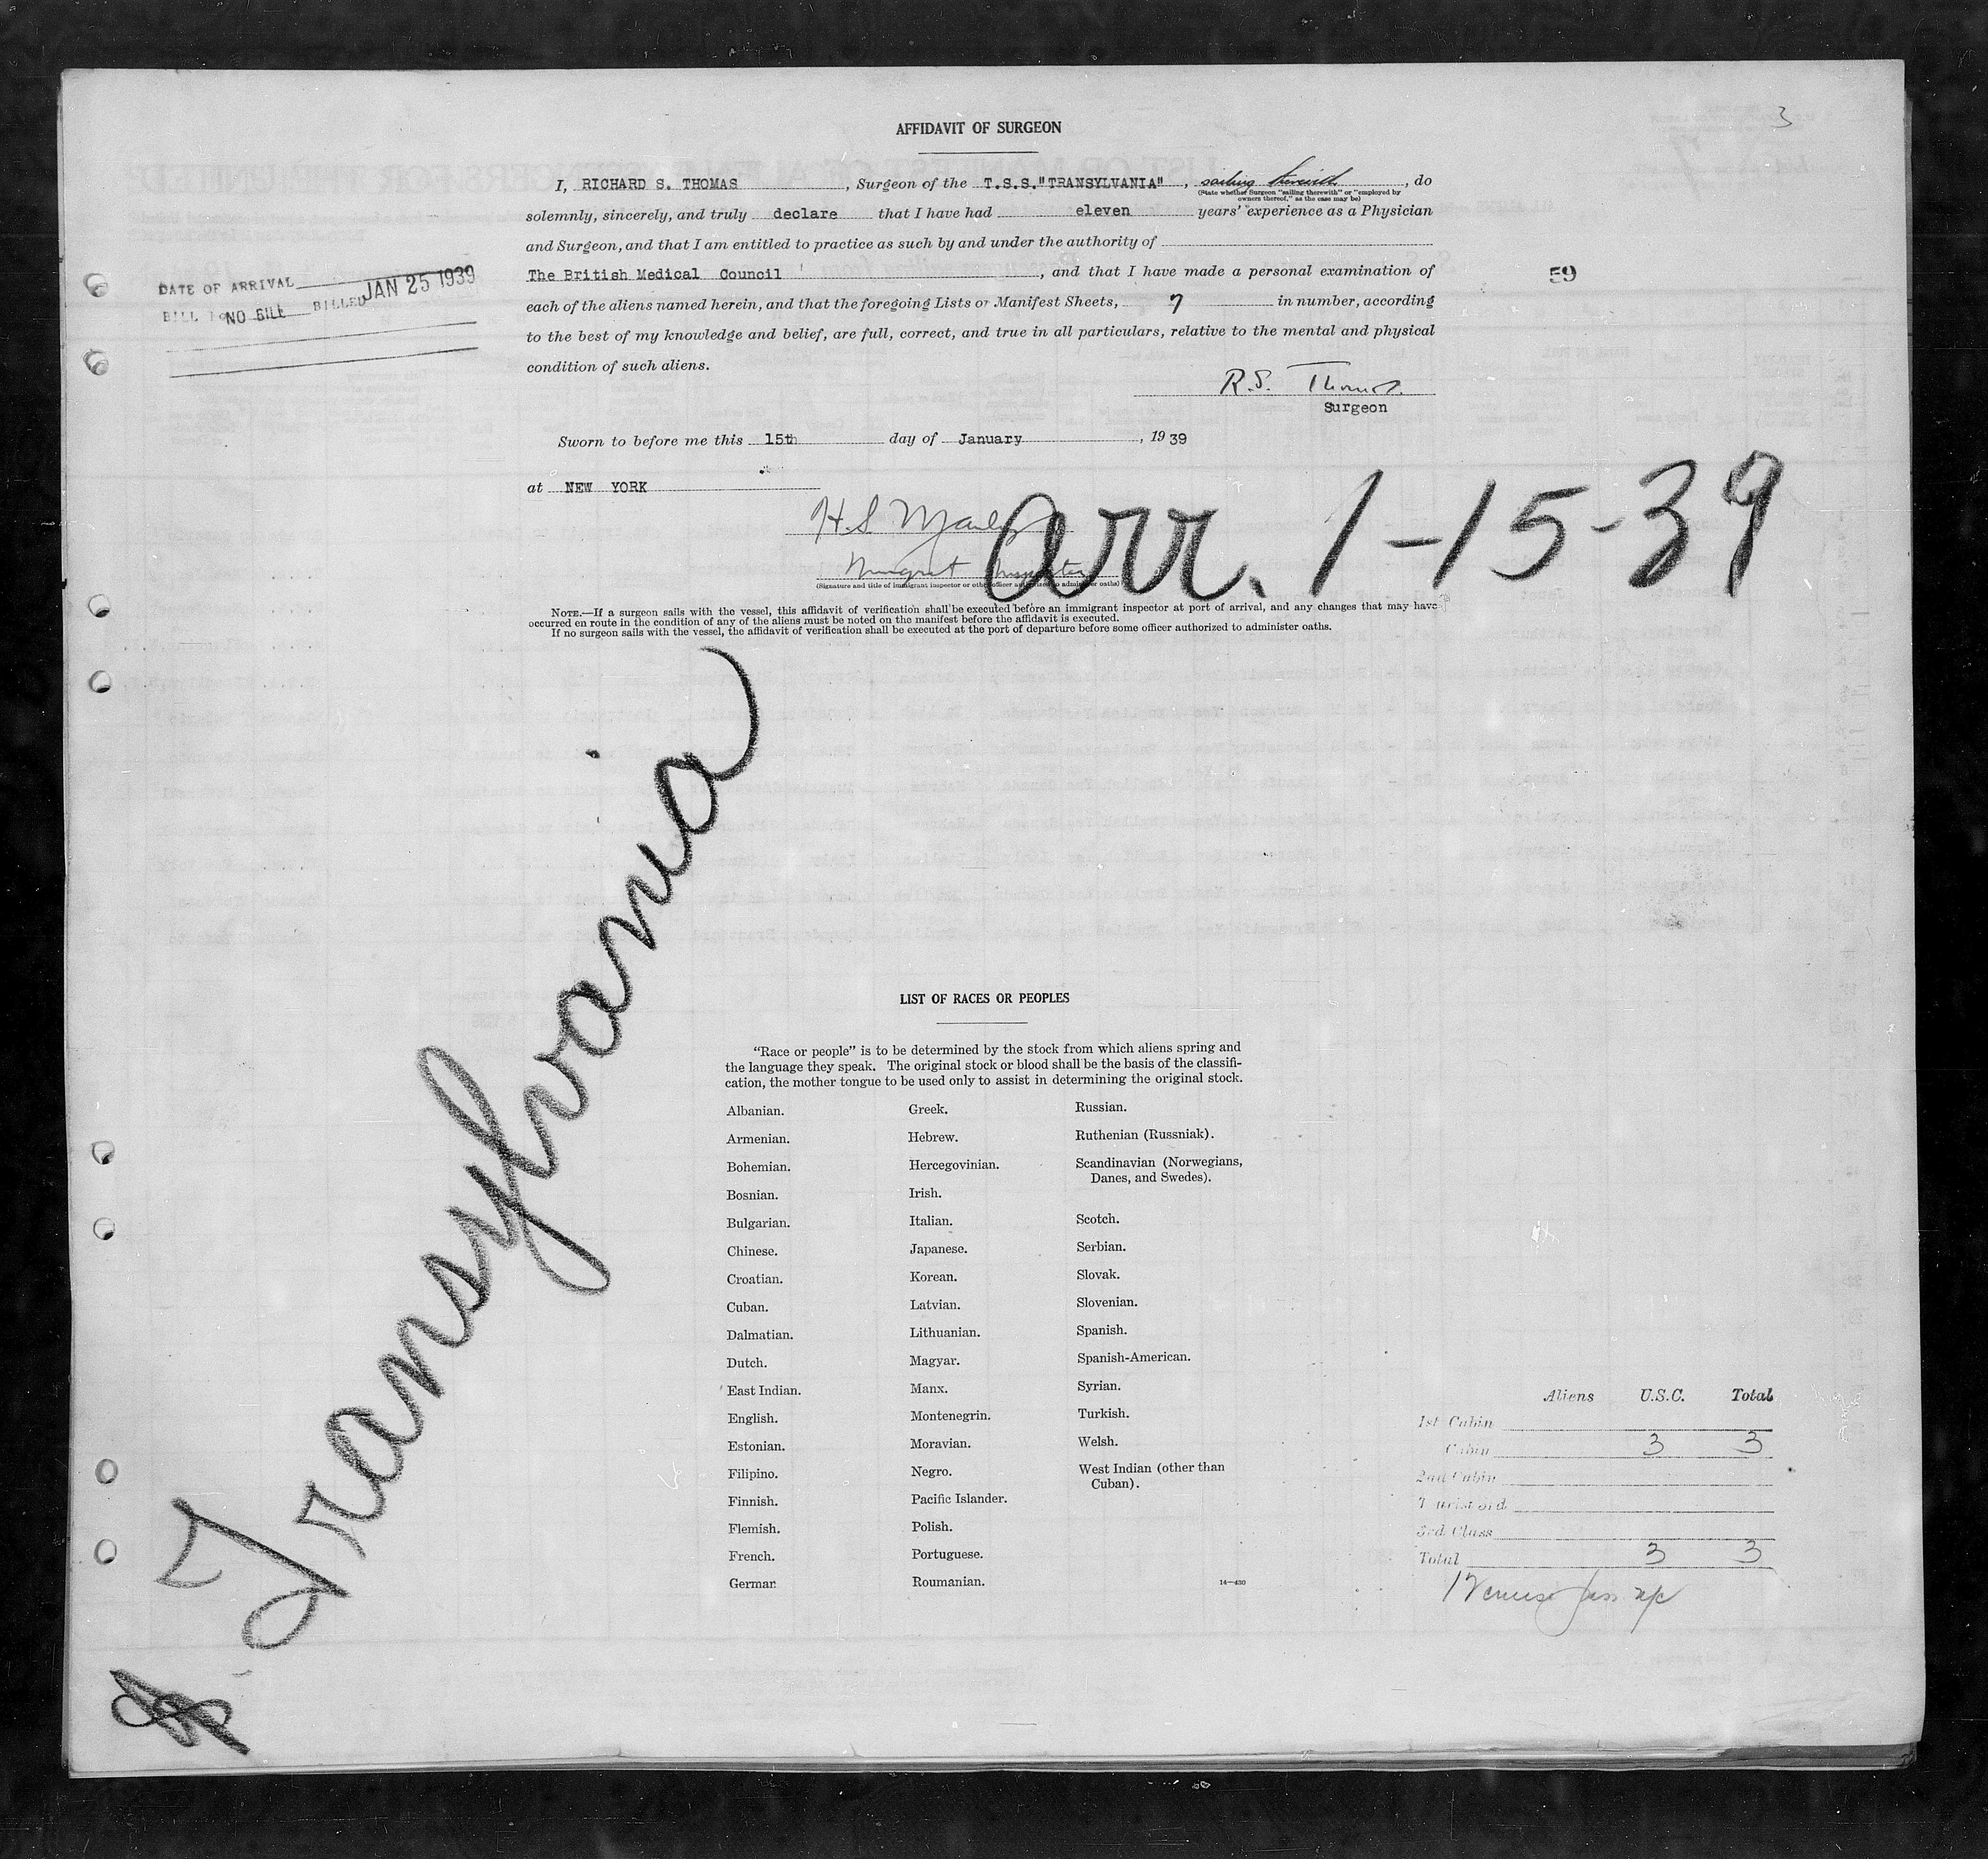 3
AFFIDAVIT OF SURGEON
I, RICHARD S. THOMAS, Surgeon of the T.S.S."TRANSYLVANIA", sailing therewith, do
(State whether Surgeon "sailing therewith" or "employed by
owners thereof," as the case may be)
solemnly, sincerely, and truly declare that I have had eleven years' experience as a Physician
and Surgeon, and that I am entitled to practice as such by and under the authority of
The British Medical Council, and that I have made a personal examination of
each of the aliens named herein, and that the foregoing Lists or Manifest Sheets, 7 in number, according
to the best of my knowledge and belief, are full, correct, and true in all particulars, relative to the mental and physical
condition of such aliens.
DATE OF ARRIVAL JAN 25 1939
BILL NO NO BILL BILLED
59
R.S. Thomas.
Surgeon
Sworn to before me this 15th day of January, 1939
at NEW YORK
arr. 1-15-39
H.S.
Immigrant Inspector
(Signature and title of immigrant inspector or other officer authorized to administer oaths)
NOTE.—If a surgeon sails with the vessel, this affidavit of verification shall be executed before an immigrant inspector at port of arrival, and any changes that may have
occurred en route in the condition of any of the aliens must be noted on the manifest before the affidavit is executed.
If no surgeon sails with the vessel, the affidavit of verification shall be executed at the port of departure before some officer authorized to administer oaths.
Transylvania
LIST OF RACES OR PEOPLES
"Race or people" is to be determined by the stock from which aliens spring and
the language they speak. The original stock or blood shall be the basis of the classifi-
cation, the mother tongue to be used only to assist in determining the original stock.
Albanian.
Armenian.
Bohemian.
Bosnian.
Bulgarian.
Chinese.
Croatian.
Cuban.
Dalmatian.
Dutch.
East Indian.
English.
Estonian.
Filipino.
Finnish.
Flemish.
French.
German
Greek.
Hebrew.
Hercegovinian.
Irish.
Italian.
Japanese.
Korean.
Latvian.
Lithuanian.
Magyar.
Manx.
Montenegrin.
Moravian.
Negro.
Pacific Islander.
Polish.
Portuguese.
Roumanian.
Russian.
Ruthenian (Russniak).
Scandinavian (Norwegians,
Danes, and Swedes).
Scotch.
Serbian.
Slovak.
Slovenian.
Spanish.
Spanish-American.
Syrian.
Turkish.
Welsh.
West Indian (other than
Cuban).
14—430
Aliens U.S.C. Total
1st Cabin
Cabin 3 3
2nd Cabin
Tourist 3rd
3rd Class
Total 3 3